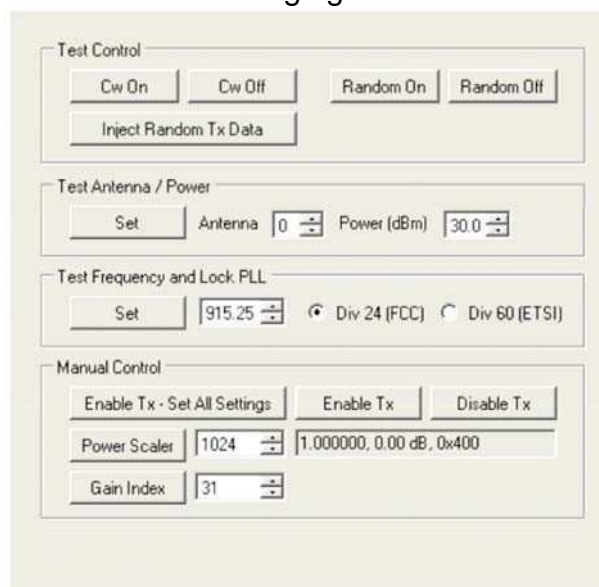 Test Control
Cw On Cw Off Random On Random Off
Inject Random Tx Data
Test Antenna / Power
Set Antenna 0 Power (dBm) 30.0
Test Frequency and Lock PLL
Set 915.25 Div 24 (FCC) Div 60 (ETSI)
Manual Control
Enable Tx - Set All Settings Enable Tx Disable Tx
Power Scaler 1024 1.000000, 0.00 dB, 0x400
Gain Index 31